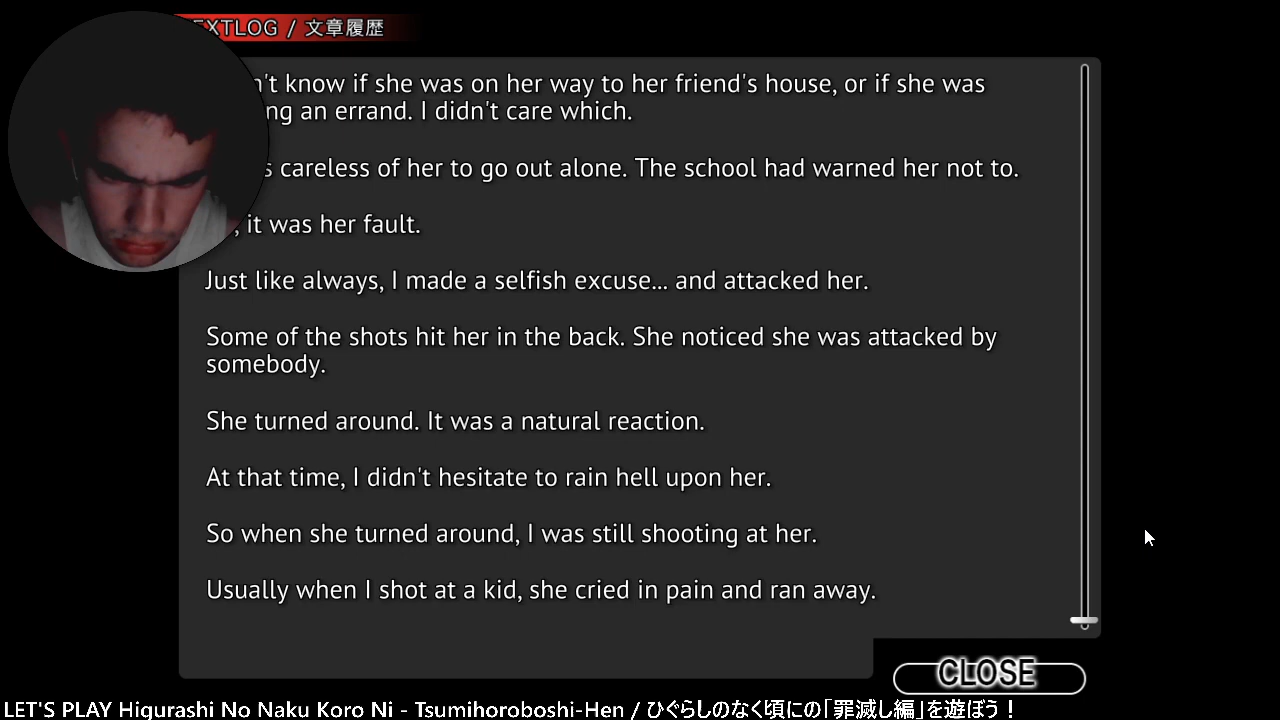 EXTLOG / 文章履歴
n't know if she was on her way to her friend's house, or if she was
ng an errand. I didn't care which.
s careless of her to go out alone. The school had warned her not to.
, it was her fault.
Just like always, I made a selfish excuse... and attacked her.
Some of the shots hit her in the back. She noticed she was attacked by
somebody.
She turned around. It was a natural reaction.
At that time, I didn't hesitate to rain hell upon her.
So when she turned around, I was still shooting at her.
Usually when I shot at a kid, she cried in pain and ran away.
CLOSE
LET'S PLAY Higurashi No Naku Koro Ni - Tsumihoroboshi-Hen / ひぐらしのなく頃にの「罪滅し編」を遊ぼう！